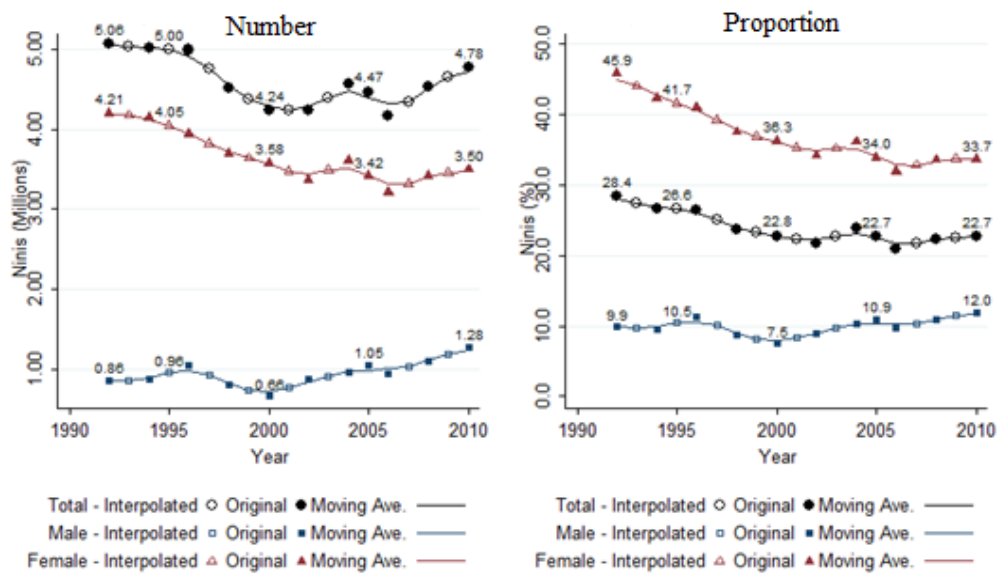 Number
Ninis (Millions)
5.00
4.00
3.00
2.00
1.00
5.06
5.00
4.24
4.47
4.78
4.21
4.05
3.58
3.42
3.50
0.86
0.96
0.66
1.05
1.28
1990 1995 2000 2005 2010
Year
Total - Interpolated Original Moving Ave.
Male - Interpolated Original Moving Ave.
Female - Interpolated Original Moving Ave.
Proportion
Ninis (%)
50.0
40.0
30.0
20.0
10.0
0.0
45.9
41.7
36.3
34.0
33.7
28.4
26.6
22.8
22.7
22.7
9.9
10.5
7.5
10.9
12.0
1990 1995 2000 2005 2010
Year
Total - Interpolated Original Moving Ave.
Male - Interpolated Original Moving Ave.
Female - Interpolated Original Moving Ave.